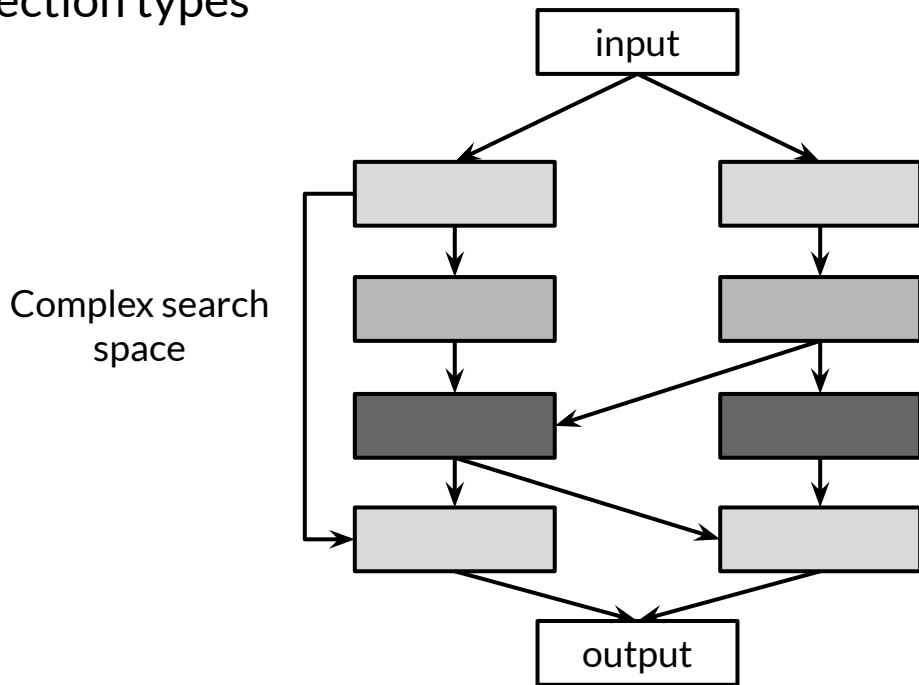 ection types
input
Complex search
space
output